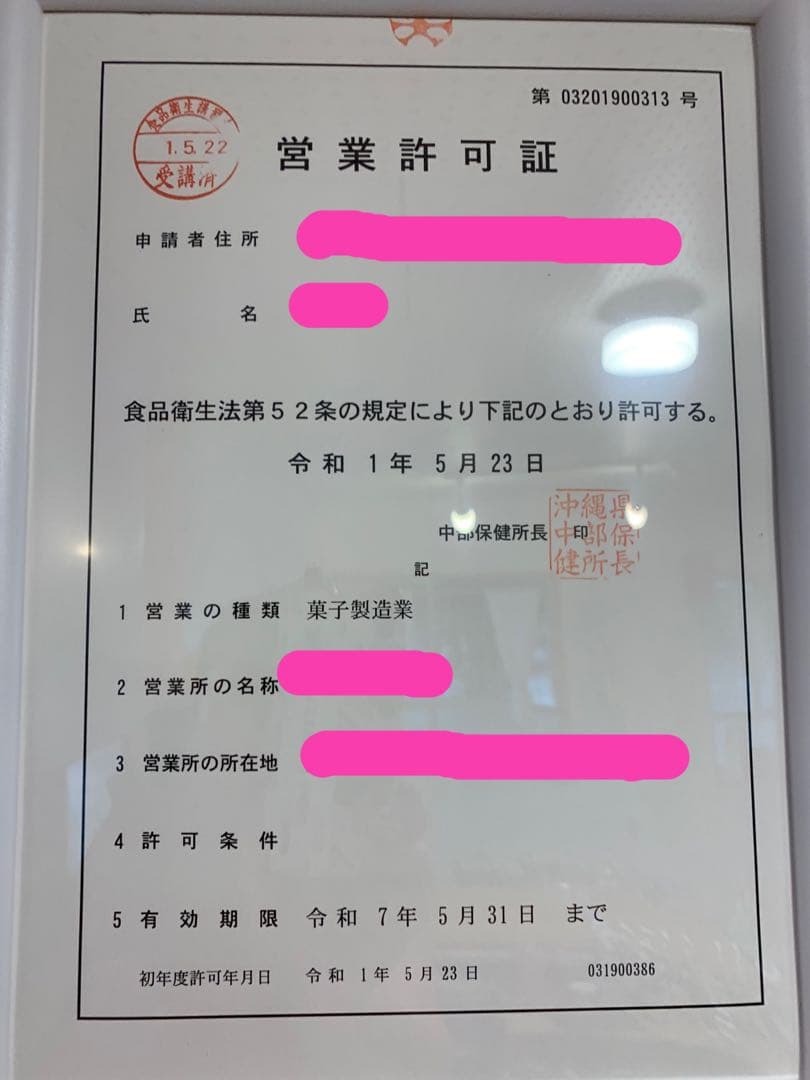 第 03201900313 号
食品衛生講習
1.5.22
受講済
営業許可証
申請者住所
氏名
食品衛生法第52条の規定により下記のとおり許可する。
令和 1年 5月23日
中部保健所長 印
沖縄県
中部保
健所長
記
1 営業の種類 菓子製造業
2 営業所の名称
3 営業所の所在地
4 許可条件
5 有効期限 令和 7年 5月31日 まで
初年度許可年月日 令和 1年 5月23日 031900386